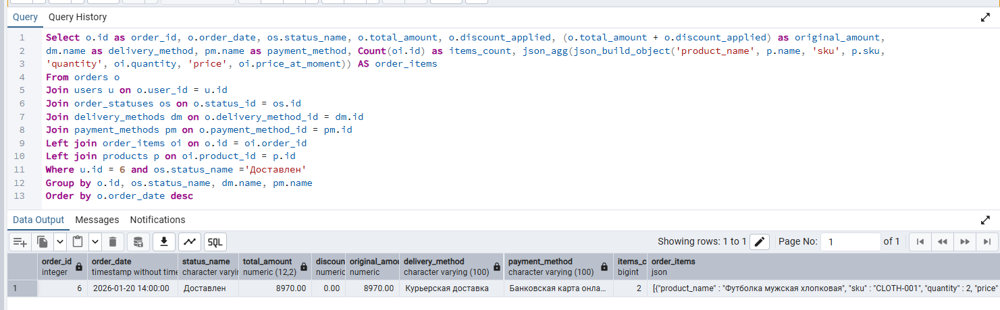 Query Query History
1 Select o.id as order_id, o.order_date, os.status_name, o.total_amount, o.discount_applied, (o.total_amount + o.discount_applied) as original_amount,
2 dm.name as delivery_method, pm.name as payment_method, Count(oi.id) as items_count, json_agg(json_build_object('product_name', p.name, 'sku', p.sku,
3 'quantity', oi.quantity, 'price', oi.price_at_moment)) AS order_items
4 From orders o
5 Join users u on o.user_id = u.id
6 Join order_statuses os on o.status_id = os.id
7 Join delivery_methods dm on o.delivery_method_id = dm.id
8 Join payment_methods pm on o.payment_method_id = pm.id
9 Left join order_items oi on o.id = oi.order_id
10 Left join products p on oi.product_id = p.id
11 Where u.id = 6 and os.status_name ='Доставлен'
12 Group by o.id, os.status_name, dm.name, pm.name
13 Order by o.order_date desc
Data Output Messages Notifications
SQL Showing rows: 1 to 1 Page No: 1 of 1
order_id order_date status_name total_amount discoun original_amou delivery_method payment_method items_c order_items
integer timestamp without time character varyin numeric (12,2) numeric numeric character varying (100) character varying (100) bigint json
1 6 2026-01-20 14:00:00 Доставлен 8970.00 0.00 8970.00 Курьерская доставка Банковская карта онла... 2 [{"product_name" : "Футболка мужская хлопковая", "sku" : "CLOTH-001", "quantity" : 2, "price"